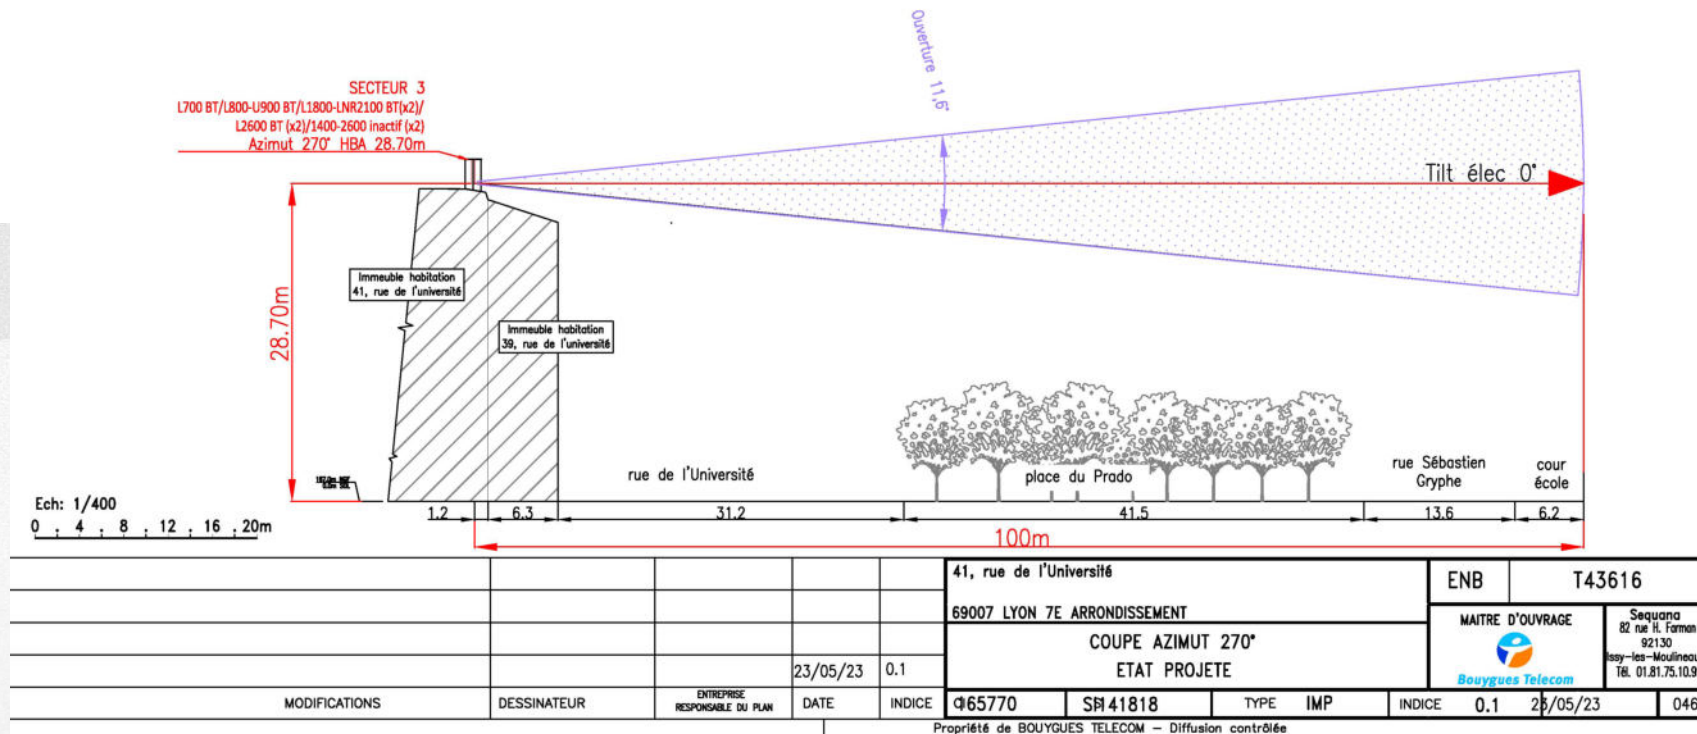 Ouverture 11,6°
SECTEUR 3
L700 BT/L800-U900 BT/L1800-LNR2100 BT(x2)/
L2600 BT (x2)/1400-2600 inactif (x2)
Azimut 270° HBA 28.70m
Tilt élec 0°
28.70m
Immeuble habitation
41, rue de l'université
Immeuble habitation
39, rue de l'université
rue de l'Université
place du Prado
rue Sébastien
Gryphe
cour
école
Ech: 1/400
0 . 4 . 8 . 12 . 16 . 20m
1.2 6.3 31.2 41.5 13.6 6.2
100m
41, rue de l'Université
69007 LYON 7E ARRONDISSEMENT
ENB T43616
COUPE AZIMUT 270°
ETAT PROJETE
MAITRE D'OUVRAGE
Bouygues Telecom
Sequana
82 rue H. Farman
92130
Issy-les-Moulineau
Tél. 01.81.75.10.9
23/05/23 0.1
MODIFICATIONS DESSINATEUR ENTREPRISE
RESPONSABLE DU PLAN
DATE INDICE
65770 41818 TYPE IMP INDICE 0.1 23/05/23 046
Propriété de BOUYGUES TELECOM – Diffusion contrôlée